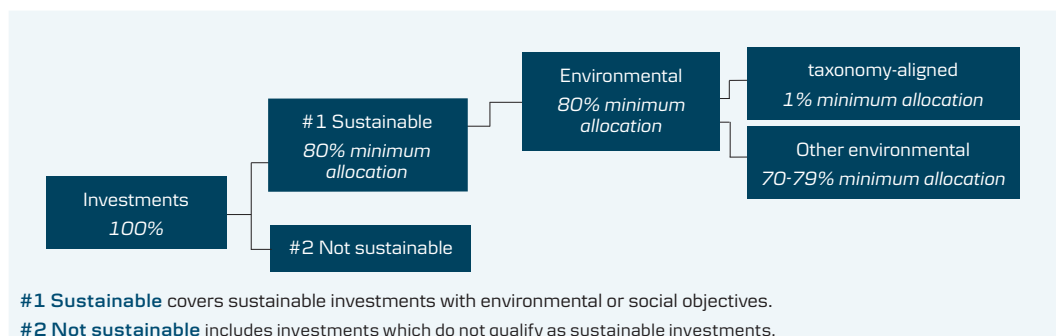 Environmental
80% minimum
allocation
taxonomy-aligned
1% minimum allocation
#1 Sustainable
80% minimum
allocation
Other environmental
70-79% minimum allocation
Investments
100%
#2 Not sustainable
#1 Sustainable covers sustainable investments with environmental or social objectives.
#2 Not sustainable includes investments which do not qualify as sustainable investments.